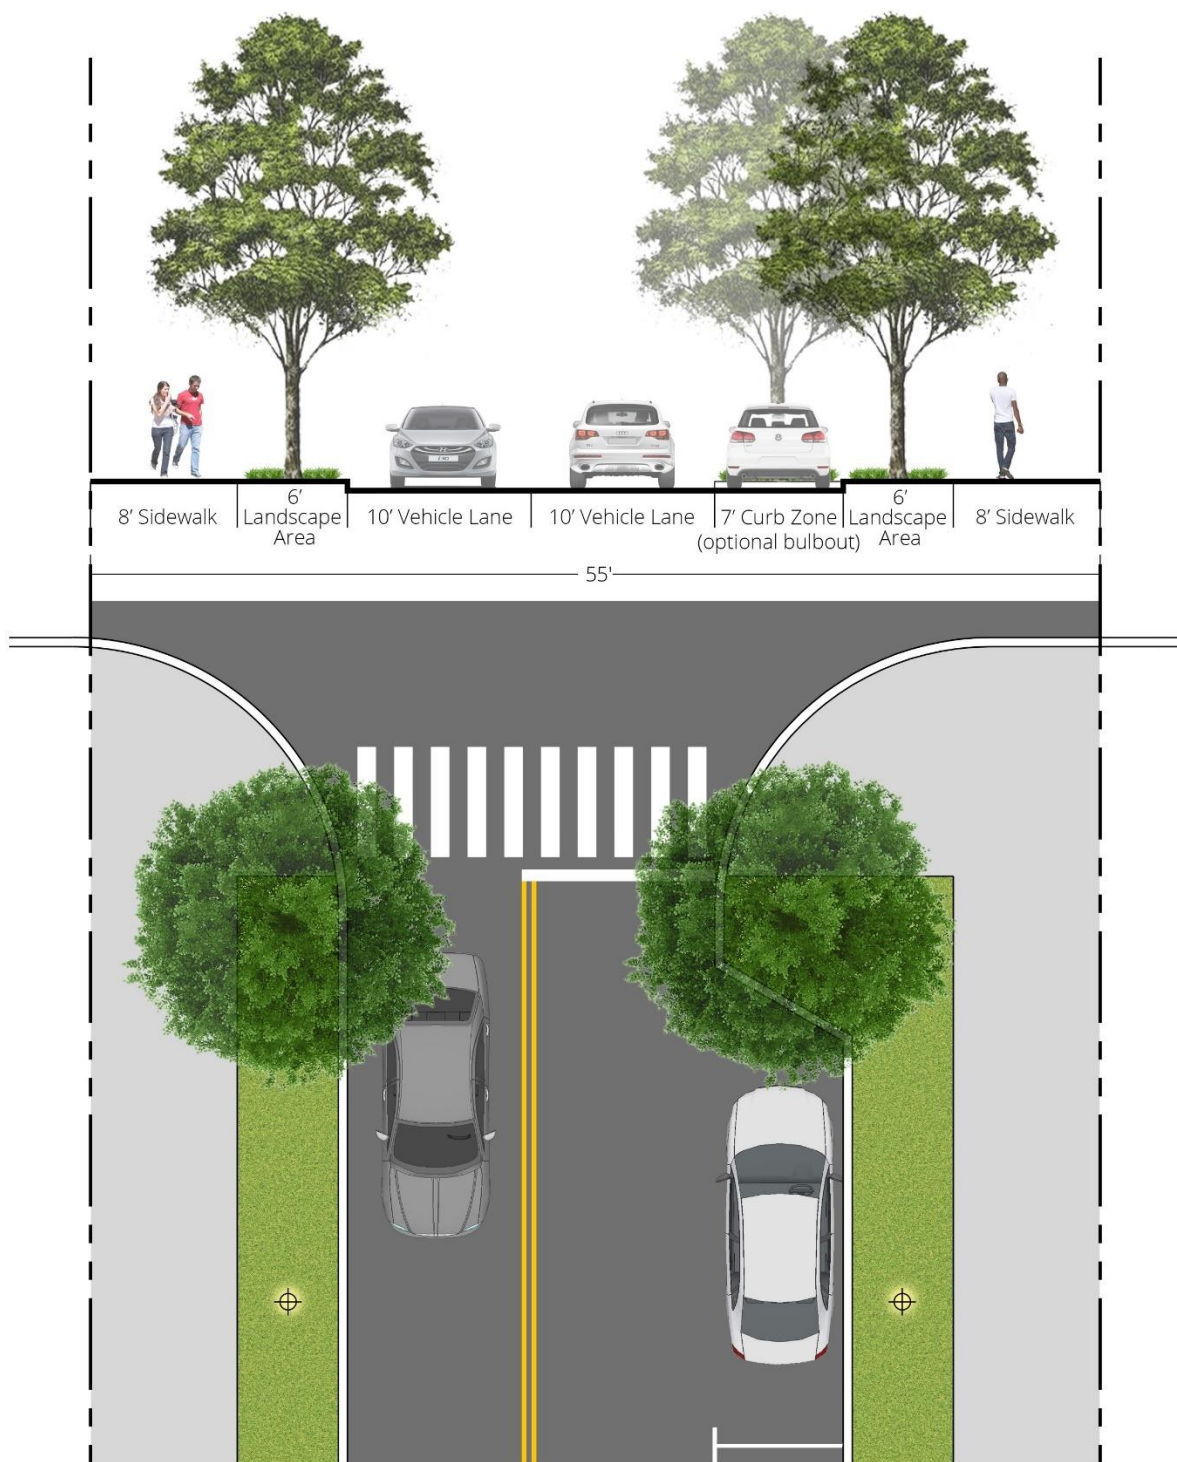 8’ Sidewalk
6’
Landscape
Area
10’ Vehicle Lane
10’ Vehicle Lane
7’ Curb Zone
(optional bulbout)
6’
Landscape
Area
8’ Sidewalk
55'